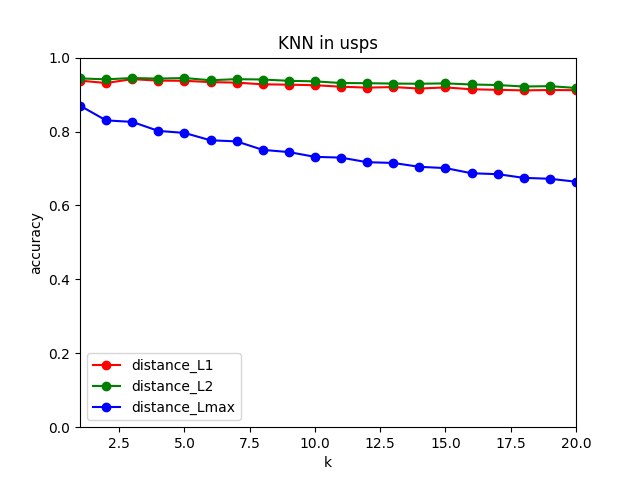 KNN in usps
accuracy
1.0
0.8
0.6
0.4
0.2
0.0
distance_L1
distance_L2
distance_Lmax
2.5 5.0 7.5 10.0 12.5 15.0 17.5 20.0
k